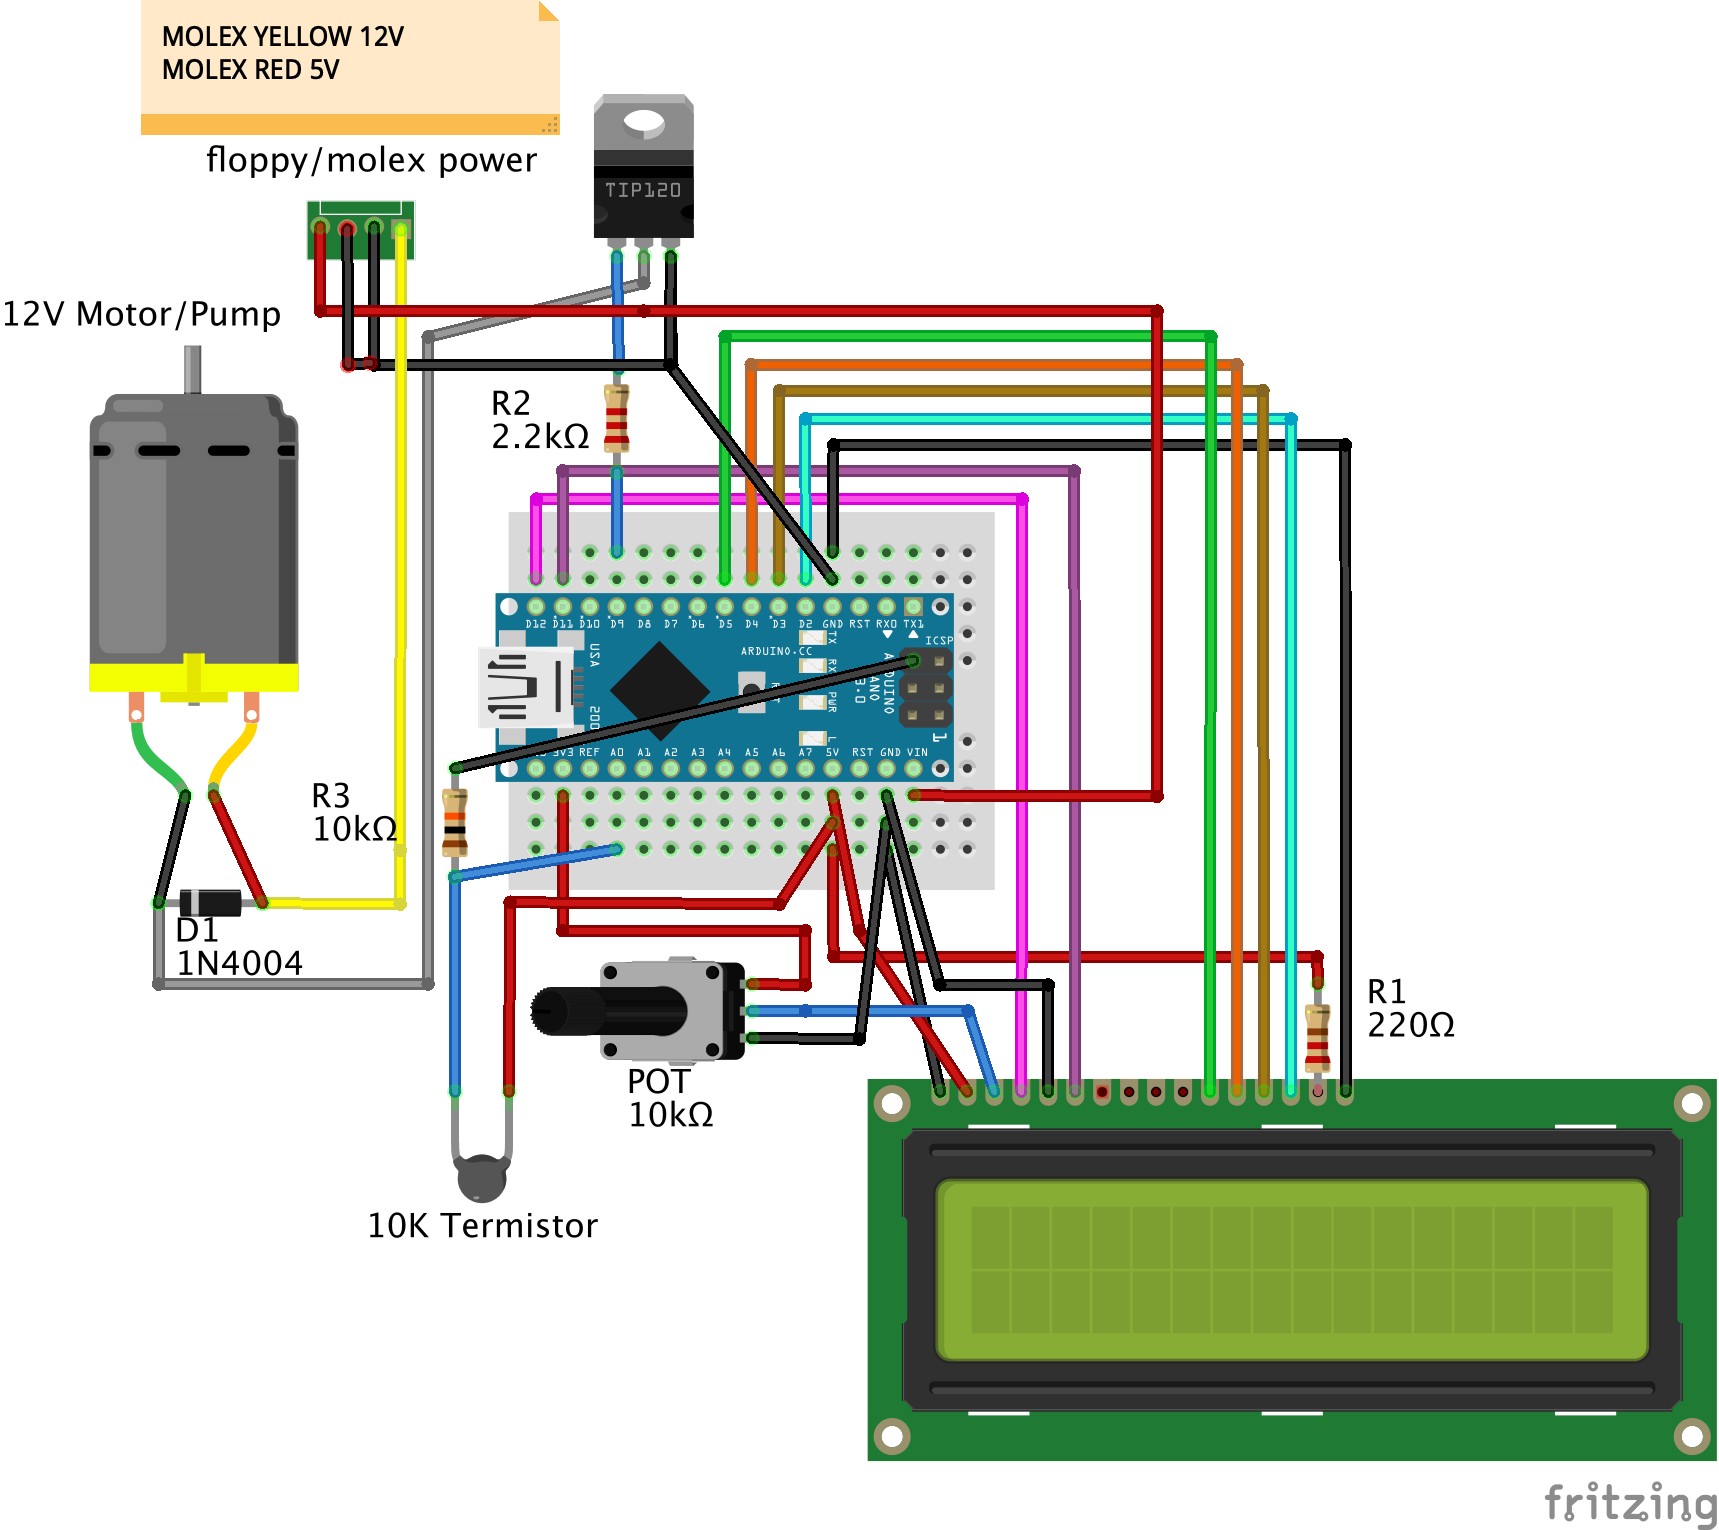 MOLEX YELLOW 12V
MOLEX RED 5V
floppy/molex power
TIP120
12V Motor/Pump
R2
2.2kΩ
D12 D11 D10 D9 D8 D7 D6 D5 D4 D3 D2 GND RST RX0 TX1
ICSP
ARDUINO.CC
TX
RX
PWR
L
USA
ARDUINO
NANO
1
3V3 REF A0 A1 A2 A3 A4 A5 A6 A7 5V RST GND VIN
R3
10kΩ
D1
1N4004
R1
220Ω
POT
10kΩ
10K Termistor
fritzing